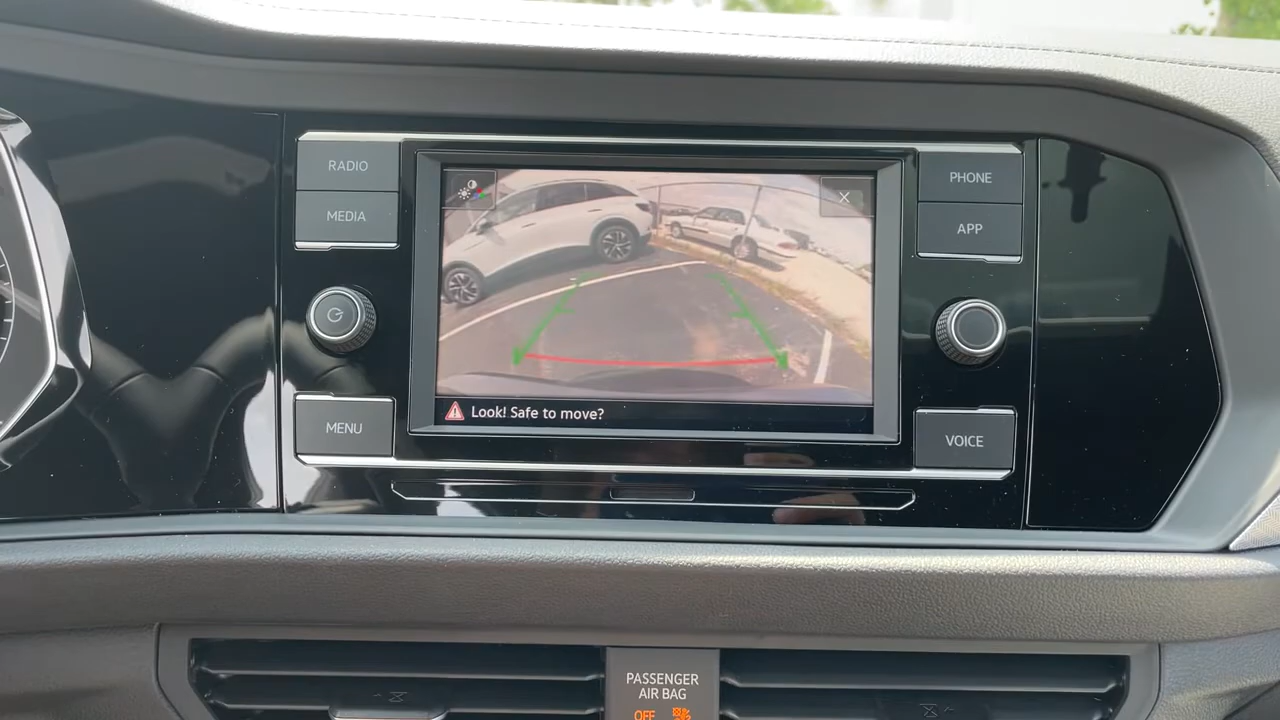 RADIO
MEDIA
MENU
Look! Safe to move?
PHONE
APP
VOICE
PASSENGER
AIR BAG
OFF